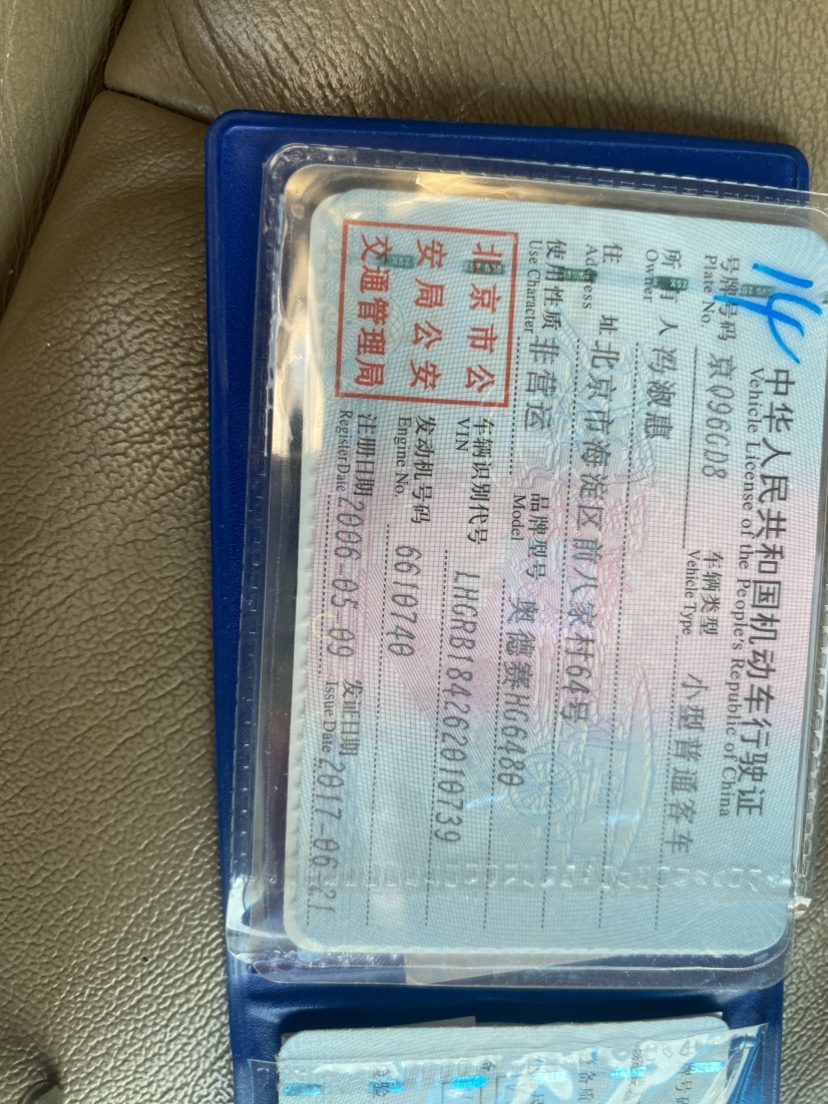 14
中华人民共和国机动车行驶证
Vehicle License of the People's Republic of China
号牌号码 京Q96GD8 车辆类型 小型普通客车
Plate No. Vehicle Type
所有人 冯淑惠
Owner
住址 北京市海淀区前八家村64号
Address
使用性质 非营运 品牌型号 奥德赛HG6480
Use Character Model
北京市公
安局公安
交通管理局
车辆识别代号 LHGRB184262010739
VIN
发动机号码 6610740
Engine No.
注册日期 2006-05-09 发证日期 2017-06-21
Register Date Issue Date